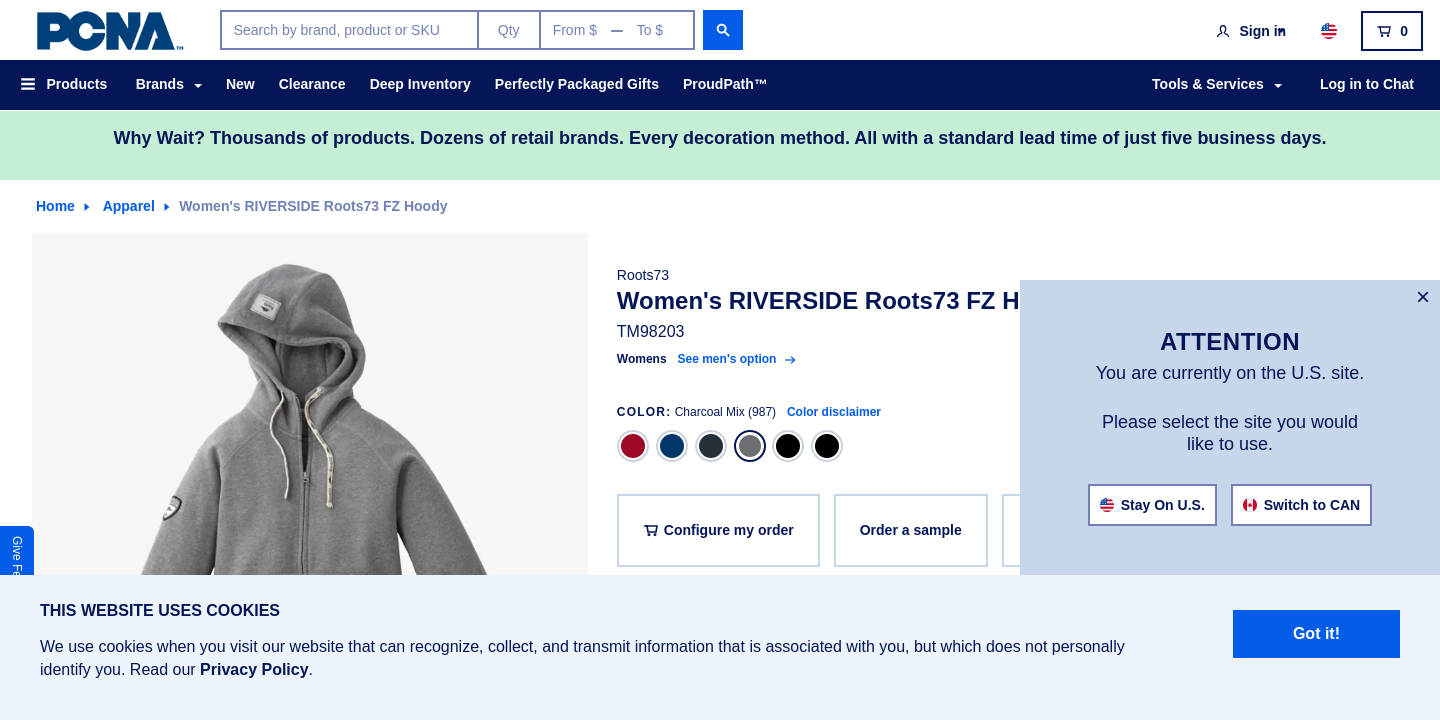 PCNA™
Search by brand, product or SKU
Qty
From $ — To $
Sign in
0
Products
Brands
New
Clearance
Deep Inventory
Perfectly Packaged Gifts
ProudPath™
Tools & Services
Log in to Chat
Why Wait? Thousands of products. Dozens of retail brands. Every decoration method. All with a standard lead time of just five business days.
Home Apparel Women's RIVERSIDE Roots73 FZ Hoody
Roots73
Women's RIVERSIDE Roots73 FZ H
TM98203
Womens See men's option
COLOR: Charcoal Mix (987) Color disclaimer
Configure my order
Order a sample
ATTENTION
You are currently on the U.S. site.
Please select the site you would
like to use.
Stay On U.S.
Switch to CAN
Give Fe
THIS WEBSITE USES COOKIES
We use cookies when you visit our website that can recognize, collect, and transmit information that is associated with you, but which does not personally
identify you. Read our Privacy Policy.
Got it!